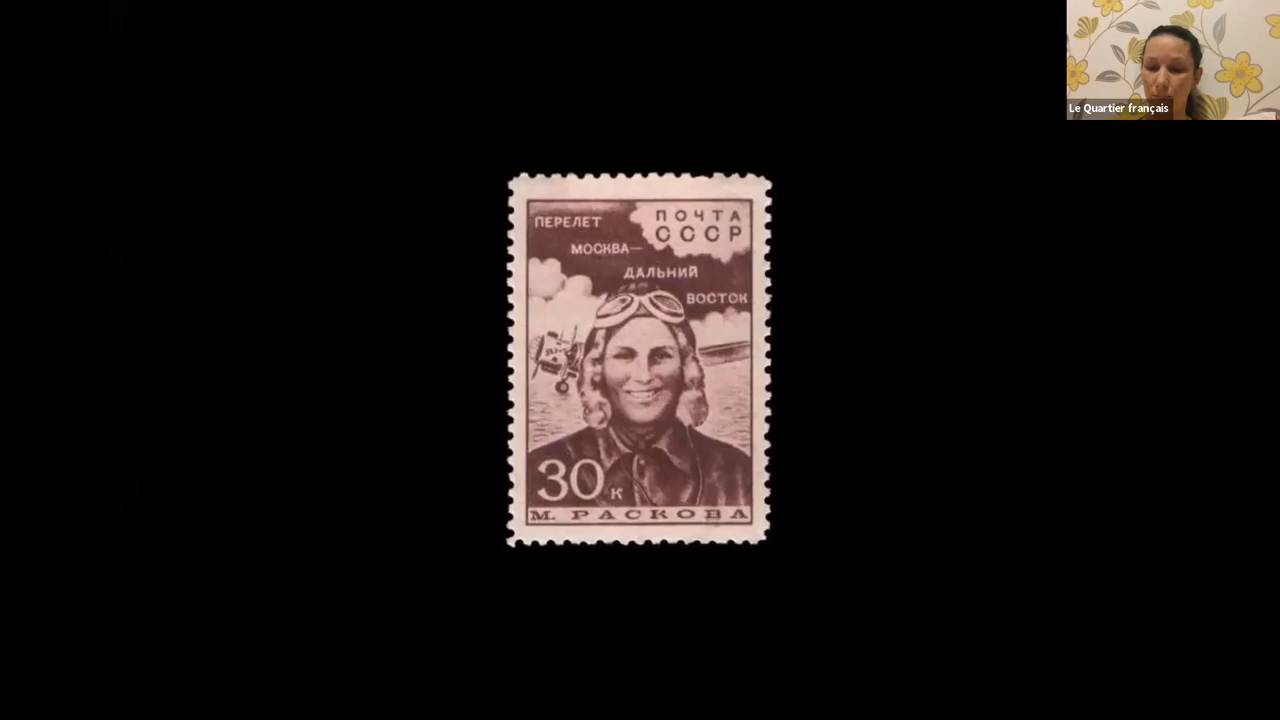 Le Quartier français
ПЕРЕЛЕТ
ПОЧТА
СССР
МОСКВА—
ДАЛЬНИЙ
ВОСТОК
30 к
М. РАСКОВА